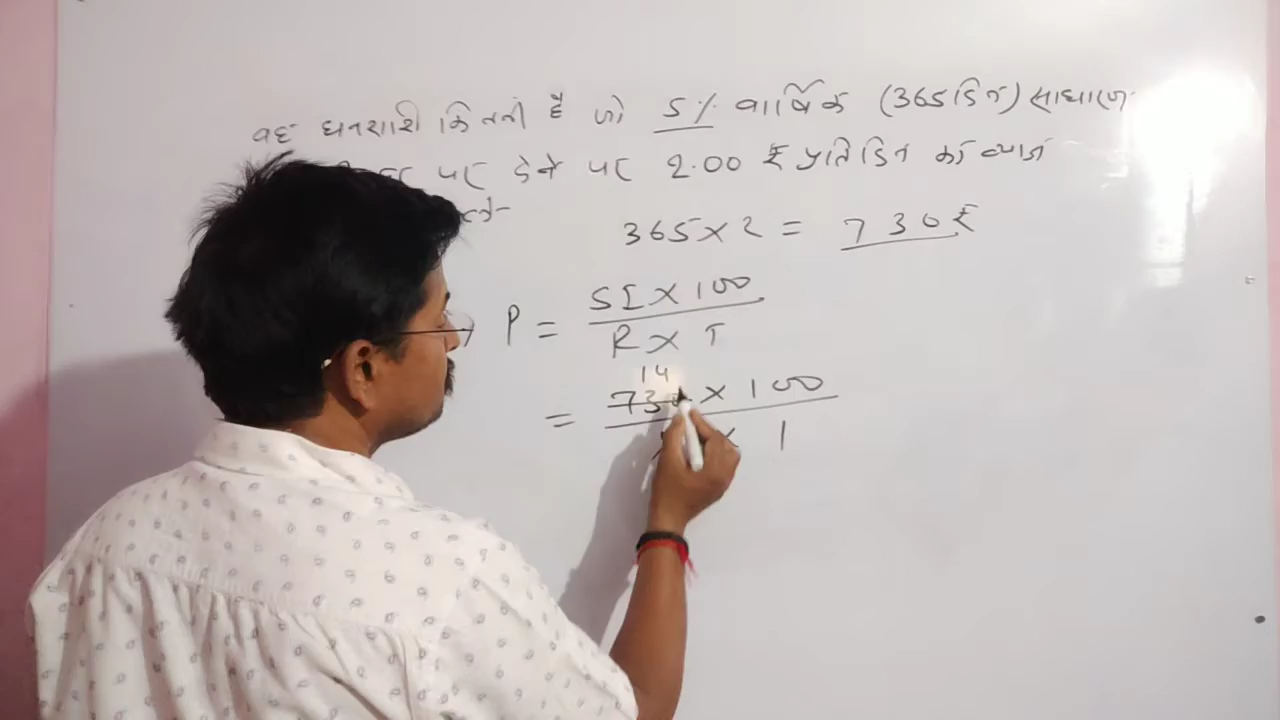 वह धनराशि कितनी है जो 5% वार्षिक (365 दिन) साधारण
पर देने पर 2.00 ₹ प्रतिदिन का ब्याज
365 × 2 = 730 ₹
P = SI × 100
R × T
14
= 730 × 100
× 1